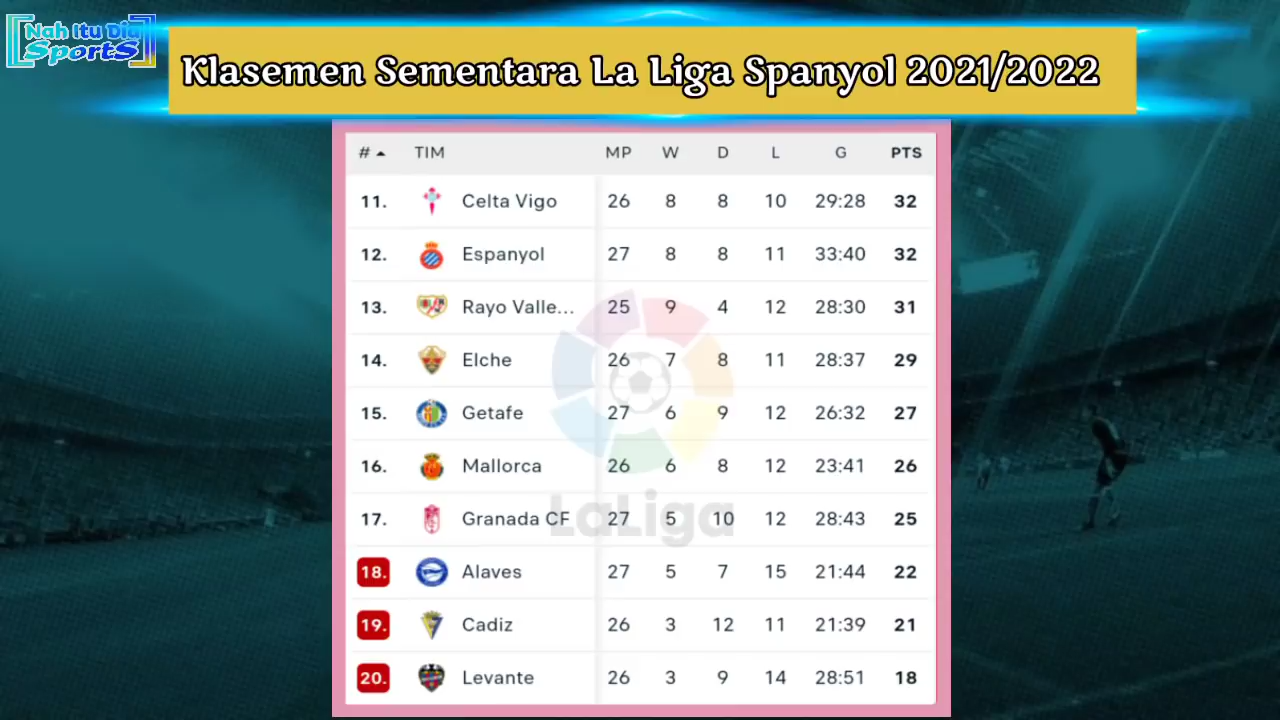 Nah Itu Dia
Sports
Klasemen Sementara La Liga Spanyol 2021/2022
# TIM MP W D L G PTS
11. Celta Vigo 26 8 8 10 29:28 32
12. Espanyol 27 8 8 11 33:40 32
13. Rayo Valle... 25 9 4 12 28:30 31
14. Elche 26 7 8 11 28:37 29
15. Getafe 27 6 9 12 26:32 27
16. Mallorca 26 6 8 12 23:41 26
17. Granada CF 27 5 10 12 28:43 25
18. Alaves 27 5 7 15 21:44 22
19. Cadiz 26 3 12 11 21:39 21
20. Levante 26 3 9 14 28:51 18
LaLiga